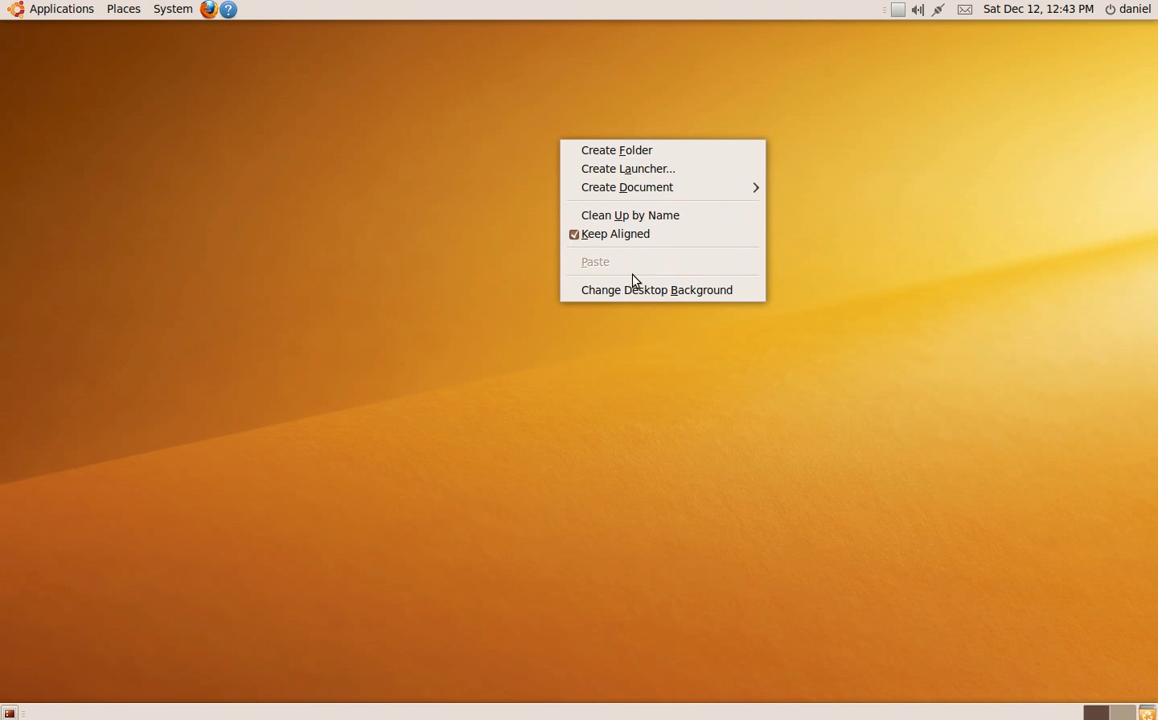 Applications Places System ? Sat Dec 12, 12:43 PM daniel
Create Folder
Create Launcher...
Create Document
Clean Up by Name
Keep Aligned
Paste
Change Desktop Background